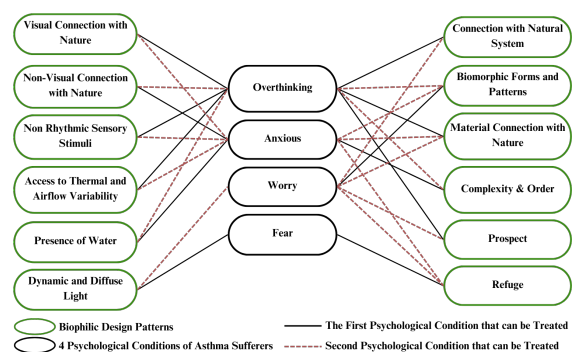 Visual Connection with
Nature
Non-Visual Connection
with Nature
Non Rhythmic Sensory
Stimuli
Access to Thermal and
Airflow Variability
Presence of Water
Dynamic and Diffuse
Light
Overthinking
Anxious
Worry
Fear
Connection with Natural
System
Biomorphic Forms and
Patterns
Material Connection with
Nature
Complexity & Order
Prospect
Refuge
Biophilic Design Patterns
The First Psychological Condition that can be Treated
4 Psychological Conditions of Asthma Sufferers
Second Psychological Condition that can be Treated